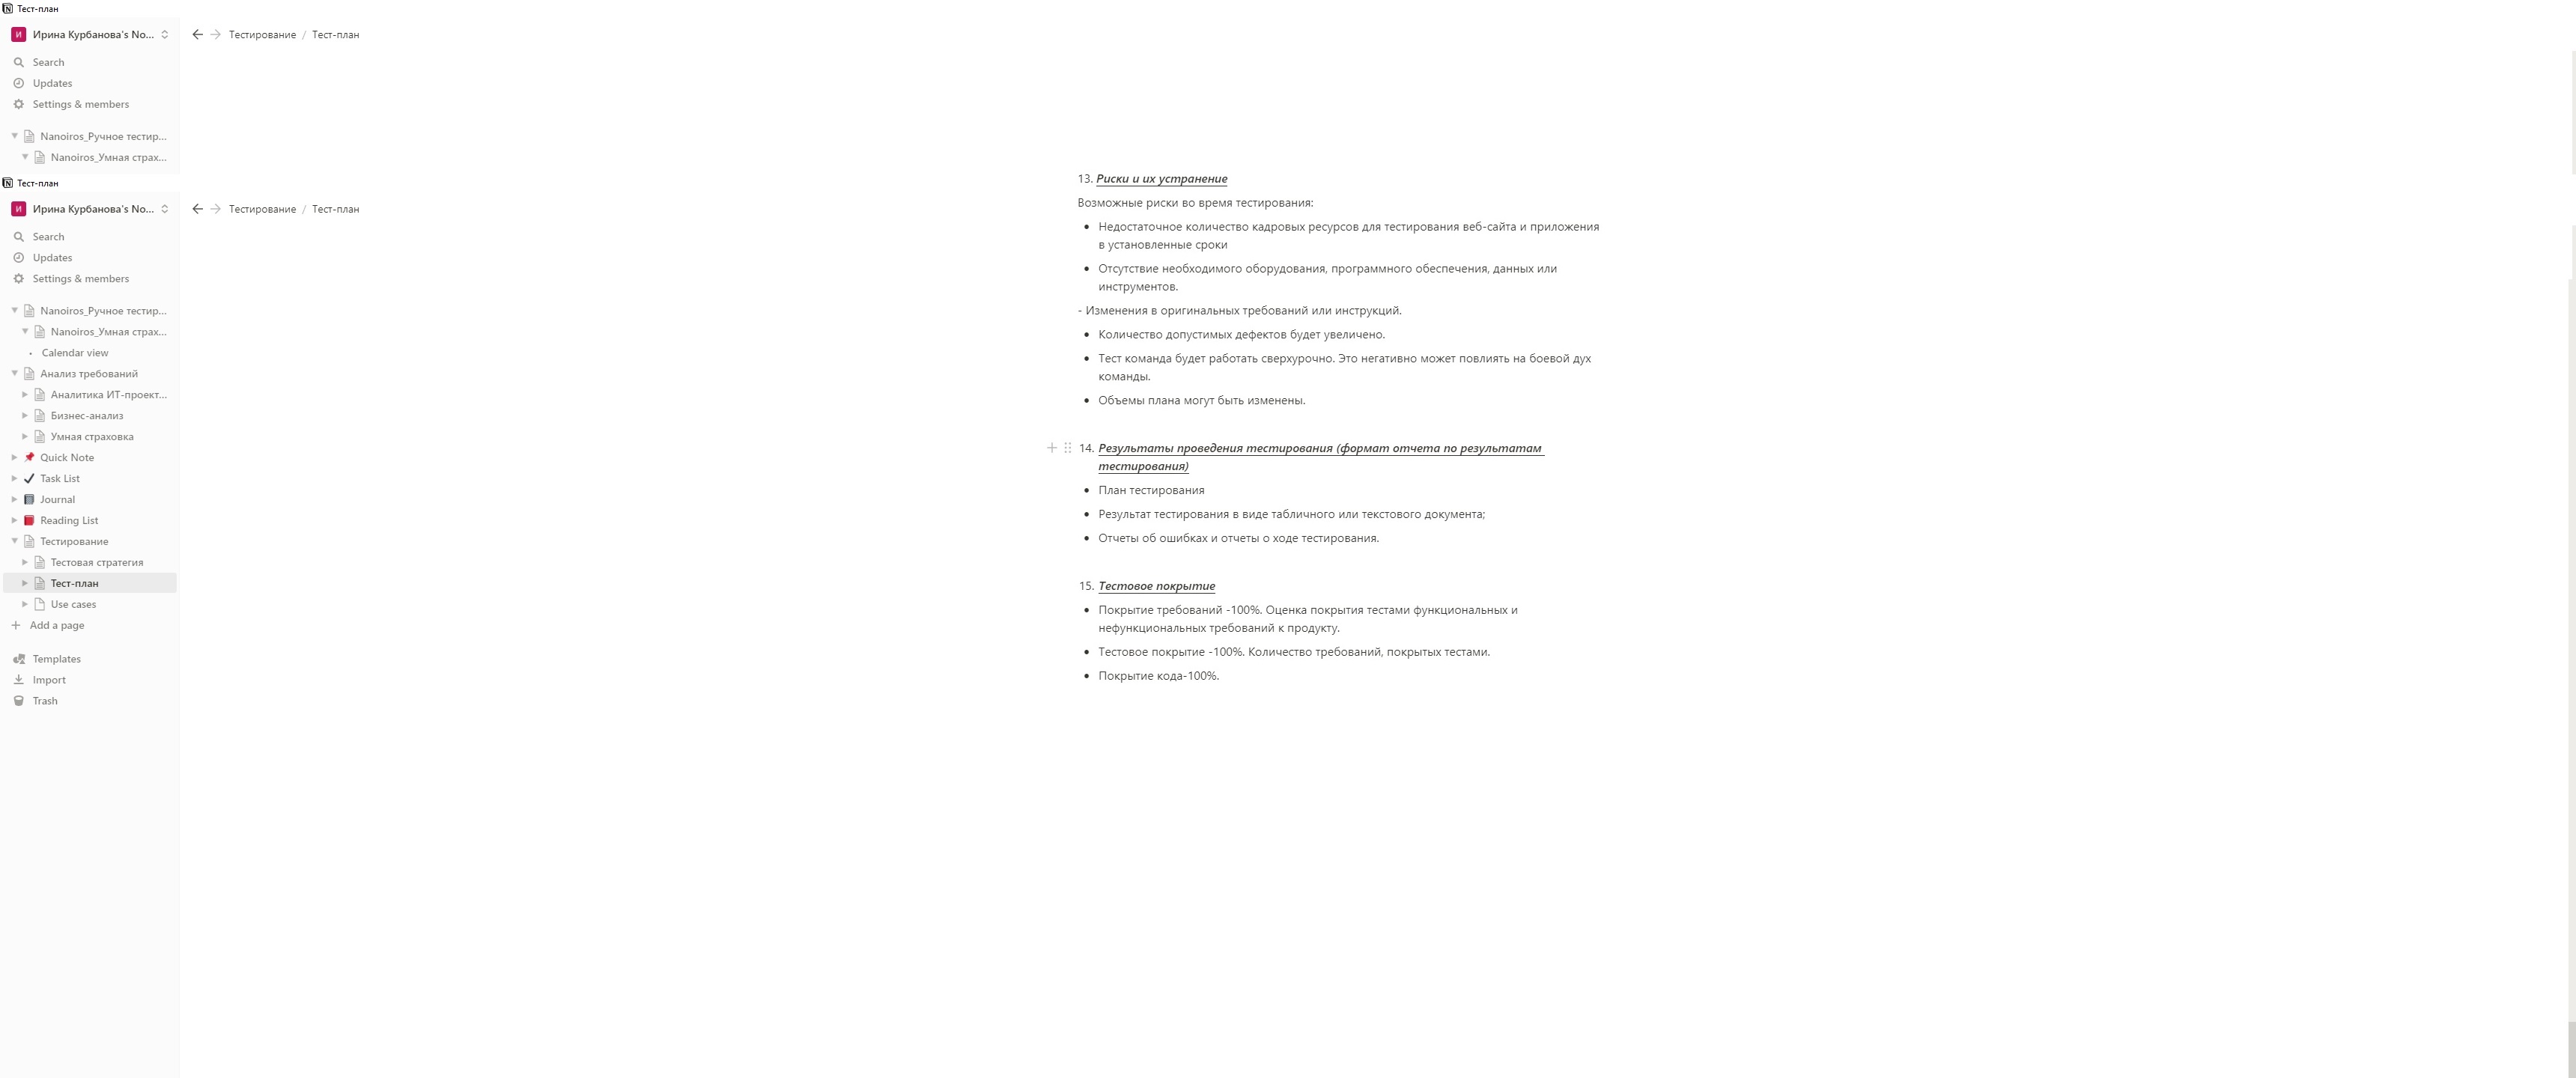 Тест-план
И Ирина Курбанова's No...
Тестирование / Тест-план
Search
Updates
Settings & members
Nanoiros_Ручное тестир...
Nanoiros_Умная страх...
Тест-план
И Ирина Курбанова's No...
Тестирование / Тест-план
Search
Updates
Settings & members
Nanoiros_Ручное тестир...
Nanoiros_Умная страх...
Calendar view
Анализ требований
Аналитика ИТ-проект...
Бизнес-анализ
Умная страховка
Quick Note
Task List
Journal
Reading List
Тестирование
Тестовая стратегия
Тест-план
Use cases
Add a page
Templates
Import
Trash
13. Риски и их устранение
Возможные риски во время тестирования:
• Недостаточное количество кадровых ресурсов для тестирования веб-сайта и приложения
в установленные сроки
• Отсутствие необходимого оборудования, программного обеспечения, данных или
инструментов.
- Изменения в оригинальных требований или инструкций.
• Количество допустимых дефектов будет увеличено.
• Тест команда будет работать сверхурочно. Это негативно может повлиять на боевой дух
команды.
• Объемы плана могут быть изменены.
14. Результаты проведения тестирования (формат отчета по результатам
тестирования)
• План тестирования
• Результат тестирования в виде табличного или текстового документа;
• Отчеты об ошибках и отчеты о ходе тестирования.
15. Тестовое покрытие
• Покрытие требований -100%. Оценка покрытия тестами функциональных и
нефункциональных требований к продукту.
• Тестовое покрытие -100%. Количество требований, покрытых тестами.
• Покрытие кода-100%.